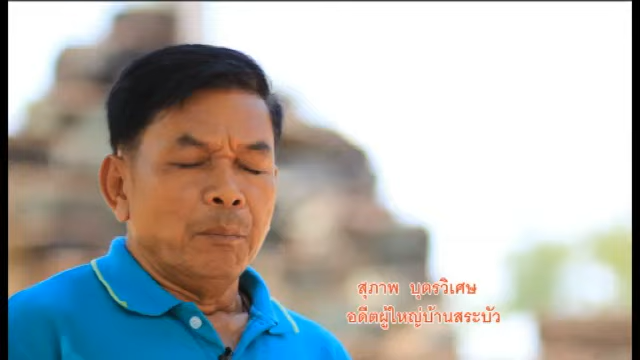 สุภาพ บุตรวิเศษ
อดีตผู้ใหญ่บ้านสระบัว